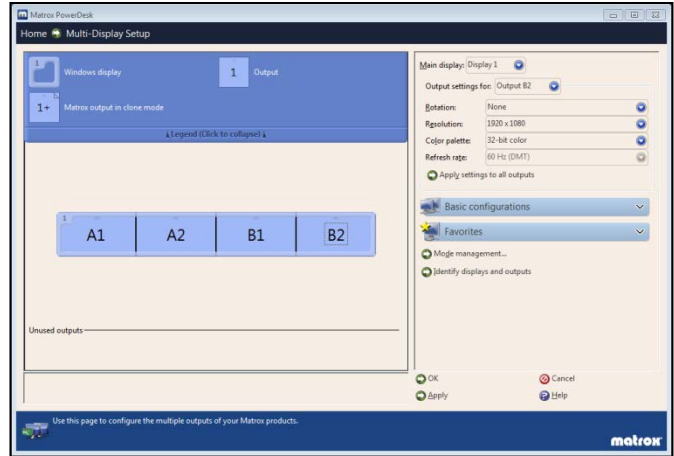 Matrox PowerDesk
Home Multi-Display Setup
1 Windows display
1 Output
1+ Matrox output in clone mode
Legend (Click to collapse)
1
A1 A2 B1 B2
Unused outputs
Main display: Display 1
Output settings for: Output B2
Rotation: None
Resolution: 1920 x 1080
Color palette: 32-bit color
Refresh rate: 60 Hz (DMT)
Apply settings to all outputs
Basic configurations
Favorites
Mode management...
Identify displays and outputs
OK Cancel
Apply Help
Use this page to configure the multiple outputs of your Matrox products.
matrox